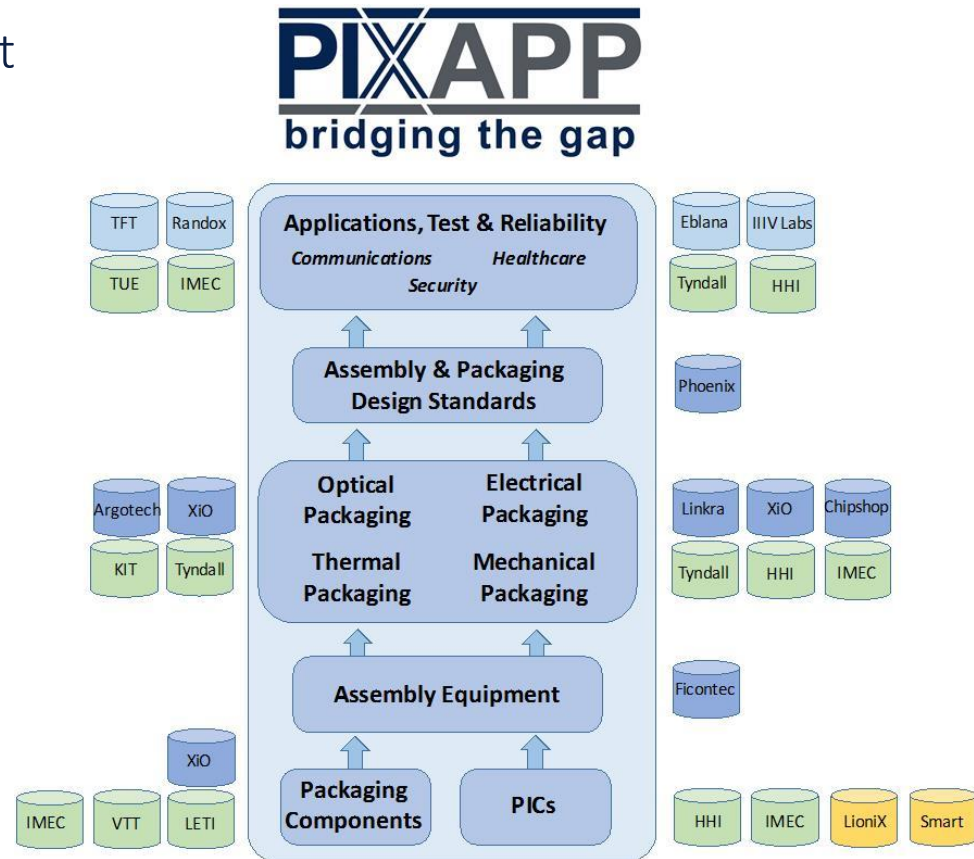 t
PIXAPP
bridging the gap
TFT Randox
TUE IMEC
Applications, Test & Reliability
Communications Healthcare
Security
Eblana IIIV Labs
Tyndall HHI
Assembly & Packaging
Design Standards
Phoenix
Argotech XiO
KIT Tyndall
Optical Electrical
Packaging Packaging
Thermal Mechanical
Packaging Packaging
Linkra XiO Chipshop
Tyndall HHI IMEC
Assembly Equipment
Ficontec
XiO
IMEC VTT LETI
Packaging
Components
PICs
HHI IMEC LioniX Smart